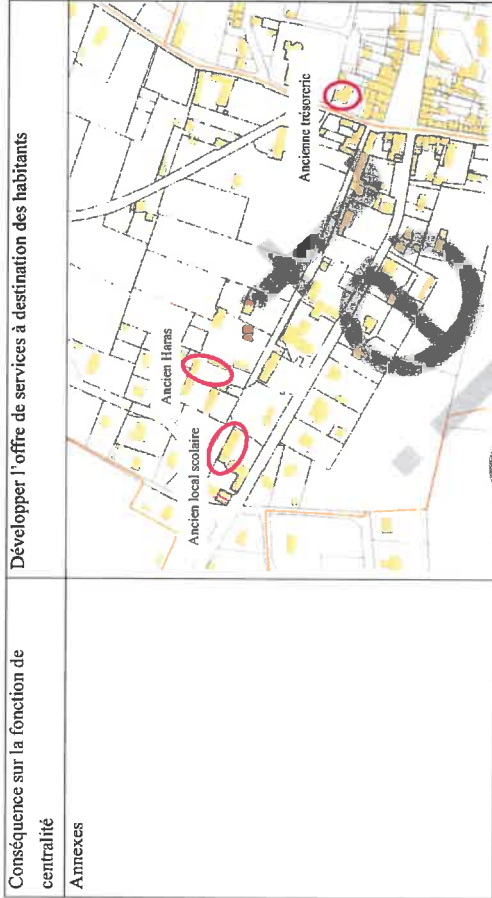 Conséquence sur la fonction de
centralité
Développer l'offre de services à destination des habitants
Annexes
Ancien local scolaire
Ancien Haras
Ancienne trésorerie